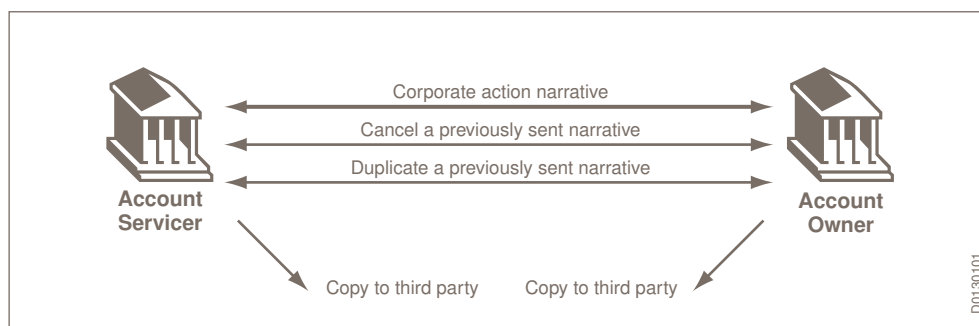 Corporate action narrative
Cancel a previously sent narrative
Duplicate a previously sent narrative
Account
Servicer
Account
Owner
Copy to third party
Copy to third party
D0130101